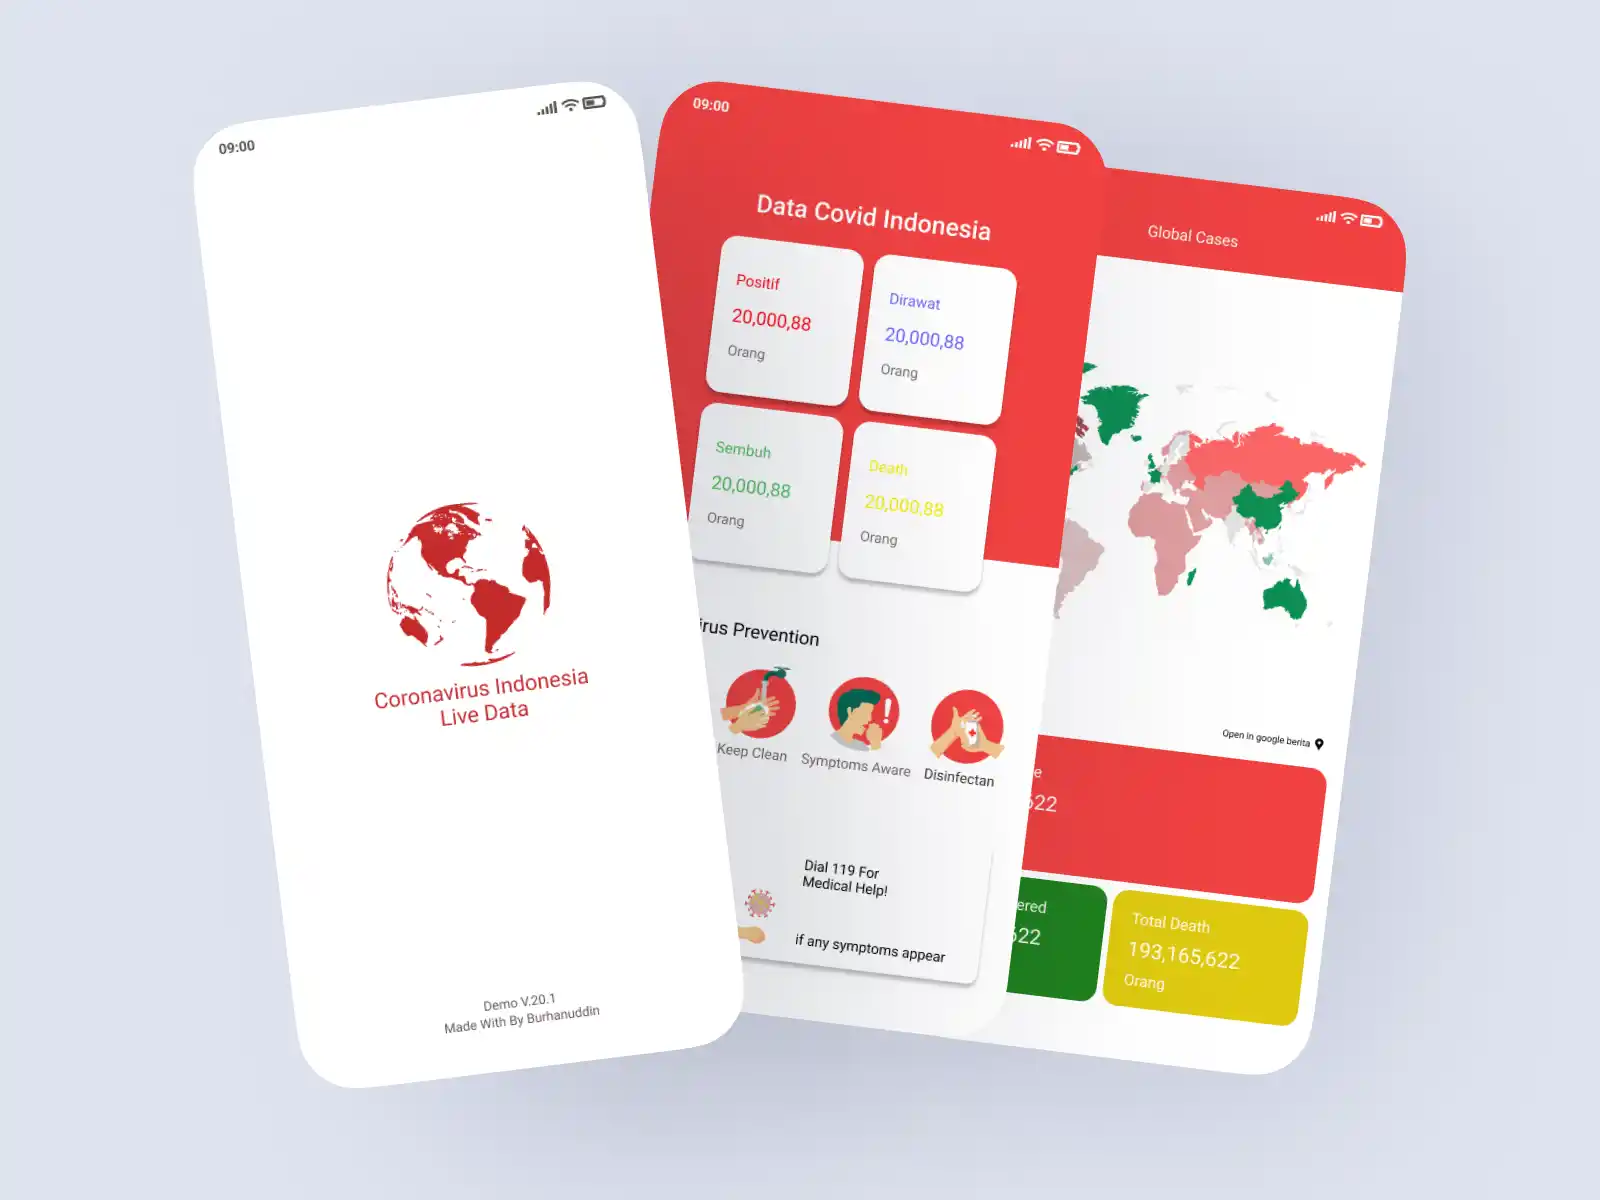 09:00
Coronavirus Indonesia
Live Data
Demo V.20.1
Made With By Burhanuddin
09:00
Data Covid Indonesia
Positif
20,000,88
Orang
Dirawat
20,000,88
Orang
Sembuh
20,000,88
Orang
Death
20,000,88
Orang
irus Prevention
Keep Clean
Symptoms Aware
Disinfectan
Dial 119 For
Medical Help!
if any symptoms appear
Global Cases
Open in google berita
e
622
ered
622
Total Death
193,165,622
Orang